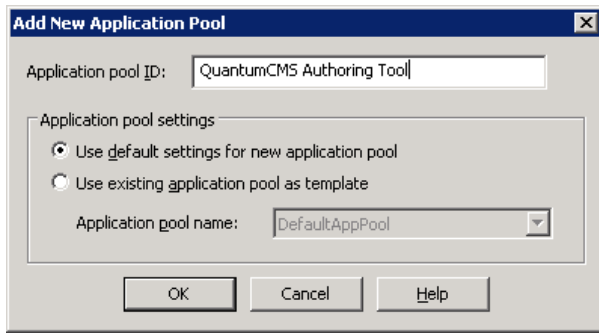 Add New Application Pool
Application pool ID: QuantumCMS Authoring Tool
Application pool settings
Use default settings for new application pool
Use existing application pool as template
Application pool name: DefaultAppPool
OK Cancel Help